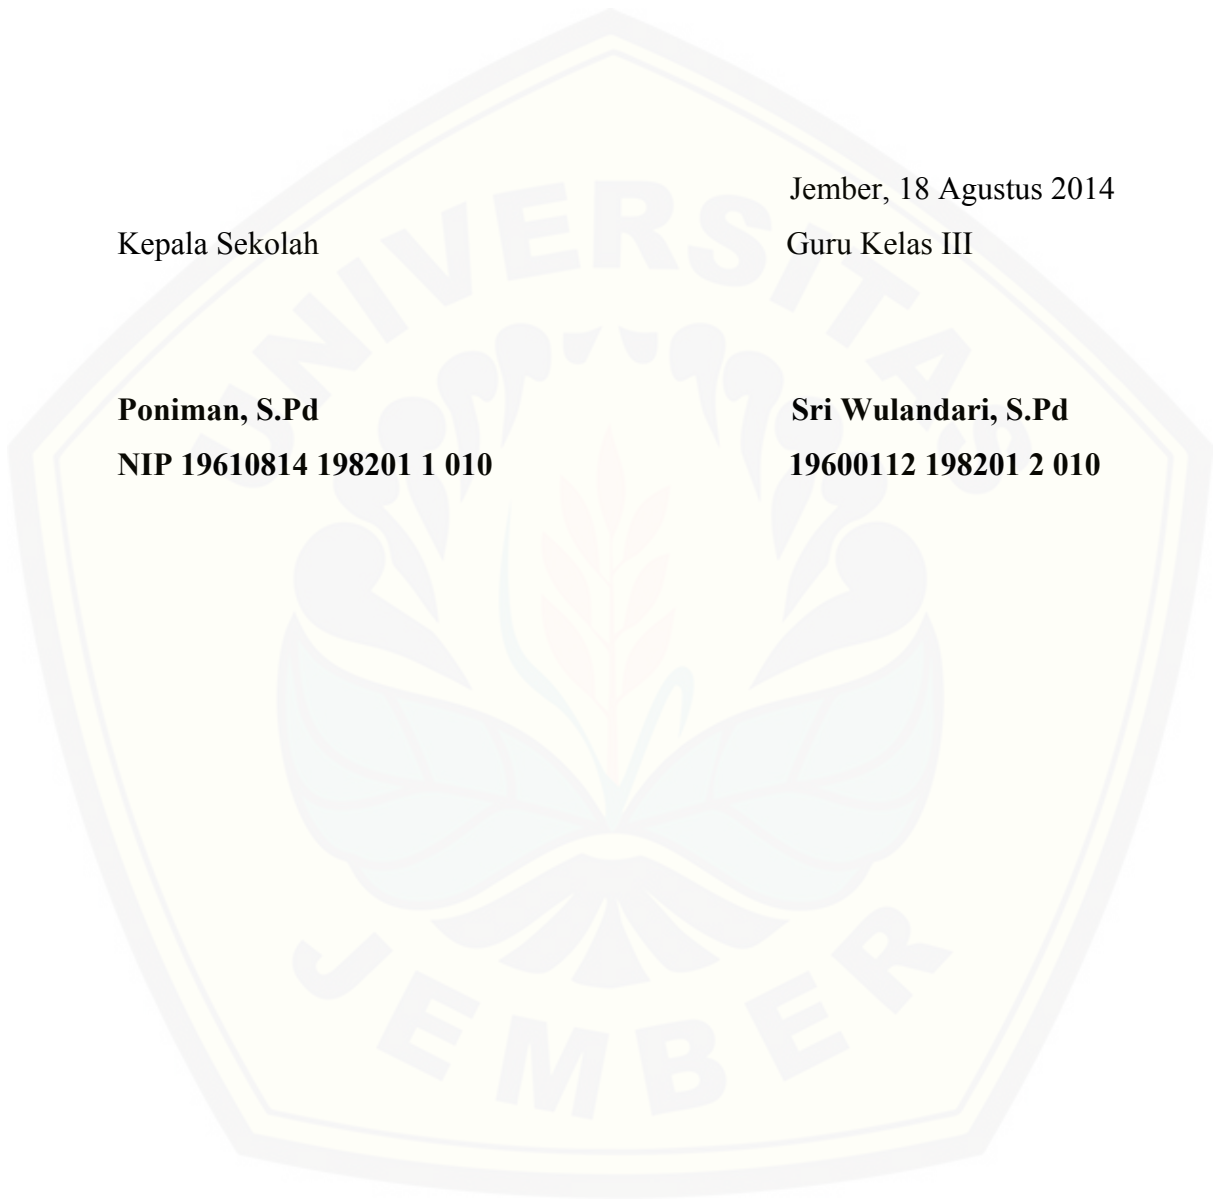 Jember, 18 Agustus 2014
Kepala Sekolah Guru Kelas III
Poniman, S.Pd Sri Wulandari, S.Pd
NIP 19610814 198201 1 010 19600112 198201 2 010
UNIVERSITAS
JEMBER